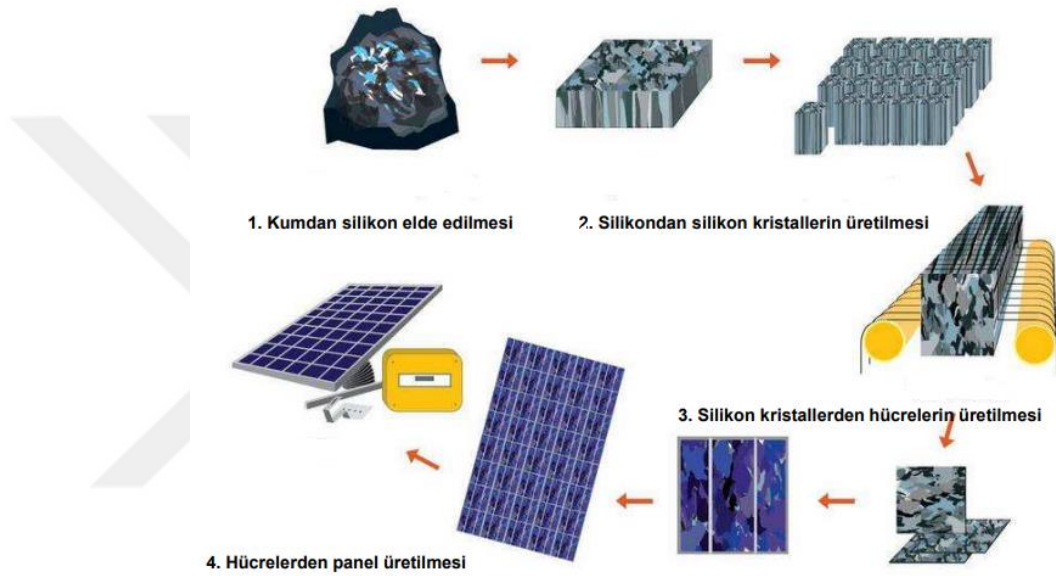 1. Kumdan silikon elde edilmesi
2. Silikondan silikon kristallerin üretilmesi
3. Silikon kristallerden hücrelerin üretilmesi
4. Hücrelerden panel üretilmesi